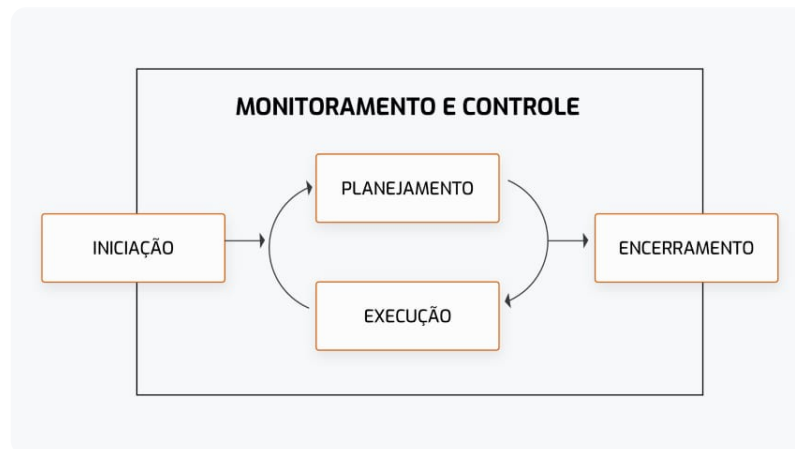 MONITORAMENTO E CONTROLE
PLANEJAMENTO
INICIAÇÃO
ENCERRAMENTO
EXECUÇÃO